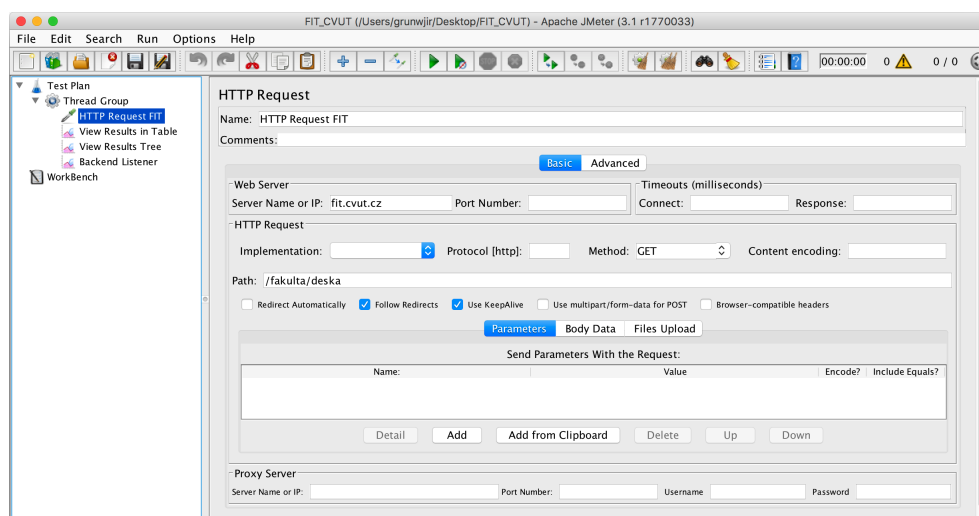 FIT_CVUT (/Users/grunwjir/Desktop/FIT_CVUT) - Apache JMeter (3.1 r1770033)
File Edit Search Run Options Help
00:00:00 0 0 / 0
Test Plan
Thread Group
HTTP Request FIT
View Results in Table
View Results Tree
Backend Listener
WorkBench
HTTP Request
Name: HTTP Request FIT
Comments:
Basic Advanced
Web Server Timeouts (milliseconds)
Server Name or IP: fit.cvut.cz Port Number: Connect: Response:
HTTP Request
Implementation: Protocol [http]: Method: GET Content encoding:
Path: /fakulta/deska
Redirect Automatically Follow Redirects Use KeepAlive Use multipart/form-data for POST Browser-compatible headers
Parameters Body Data Files Upload
Send Parameters With the Request:
Name: Value Encode? Include Equals?
Detail Add Add from Clipboard Delete Up Down
Proxy Server
Server Name or IP: Port Number: Username Password